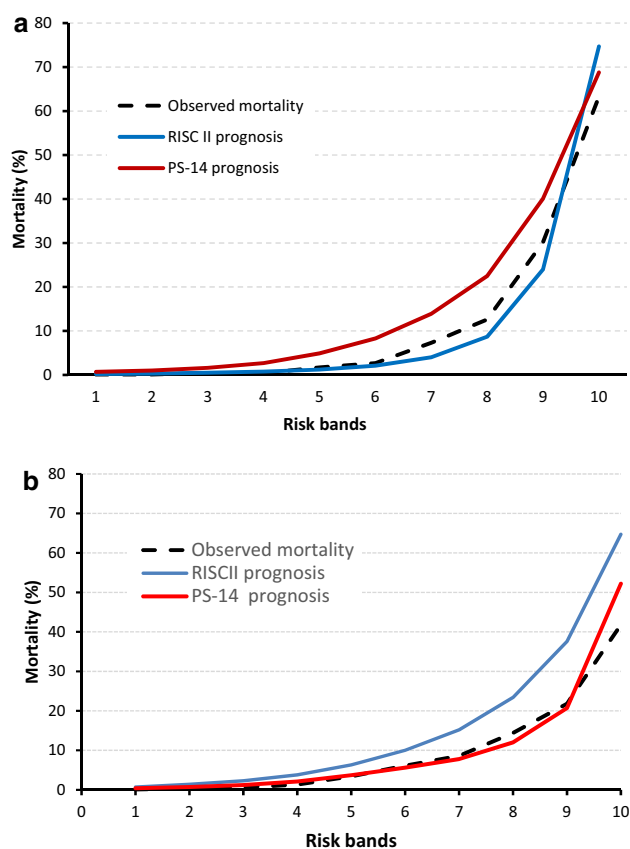 a
80
70
60
50
40
30
20
10
0
Mortality (%)
Observed mortality
RISC II prognosis
PS-14 prognosis
1 2 3 4 5 6 7 8 9 10
Risk bands
b
80
70
60
50
40
30
20
10
0
Mortality (%)
Observed mortality
RISCII prognosis
PS-14 prognosis
0 1 2 3 4 5 6 7 8 9 10
Risk bands